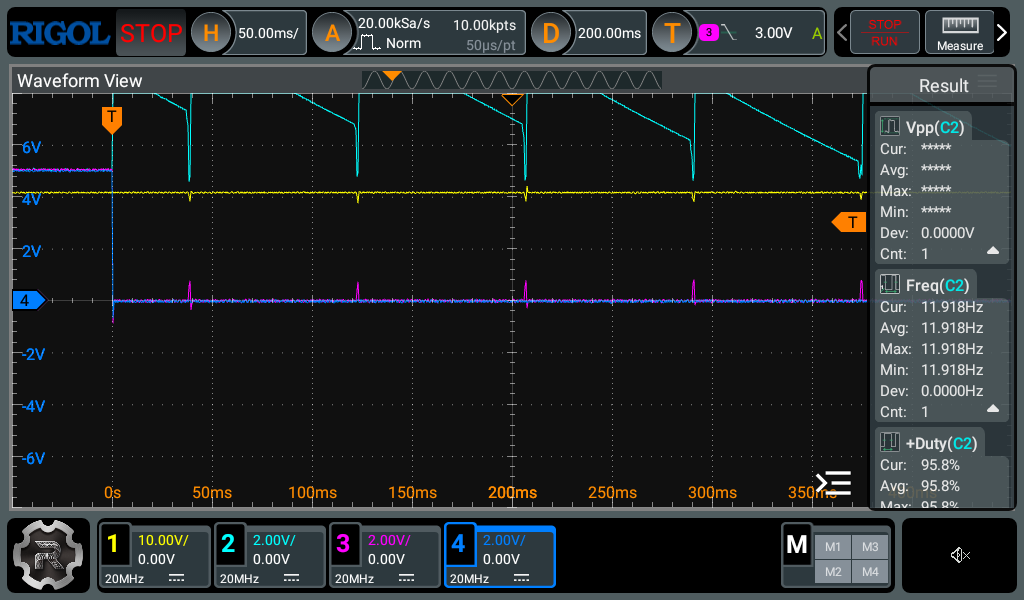 RIGOL STOP H 50.00ms/ A 20.00kSa/s 10.00kpts D 200.00ms T 3 3.00V A STOP Measure
Norm 50μs/pt RUN
Waveform View
Result
T
6V
4V
2V
4
-2V
-4V
-6V
T
0s 50ms 100ms 150ms 200ms 250ms 300ms 350ms
Vpp(C2)
Cur: *****
Avg: *****
Max: *****
Min: *****
Dev: 0.0000V
Cnt: 1
Freq(C2)
Cur: 11.918Hz
Avg: 11.918Hz
Max: 11.918Hz
Min: 11.918Hz
Dev: 0.0000Hz
Cnt: 1
+Duty(C2)
Cur: 95.8%
Avg: 95.8%
Max: 95.8%
1 10.00V/ 2 2.00V/ 3 2.00V/ 4 2.00V/
0.00V 0.00V 0.00V 0.00V
20MHz 20MHz 20MHz 20MHz
M M1 M3
M2 M4